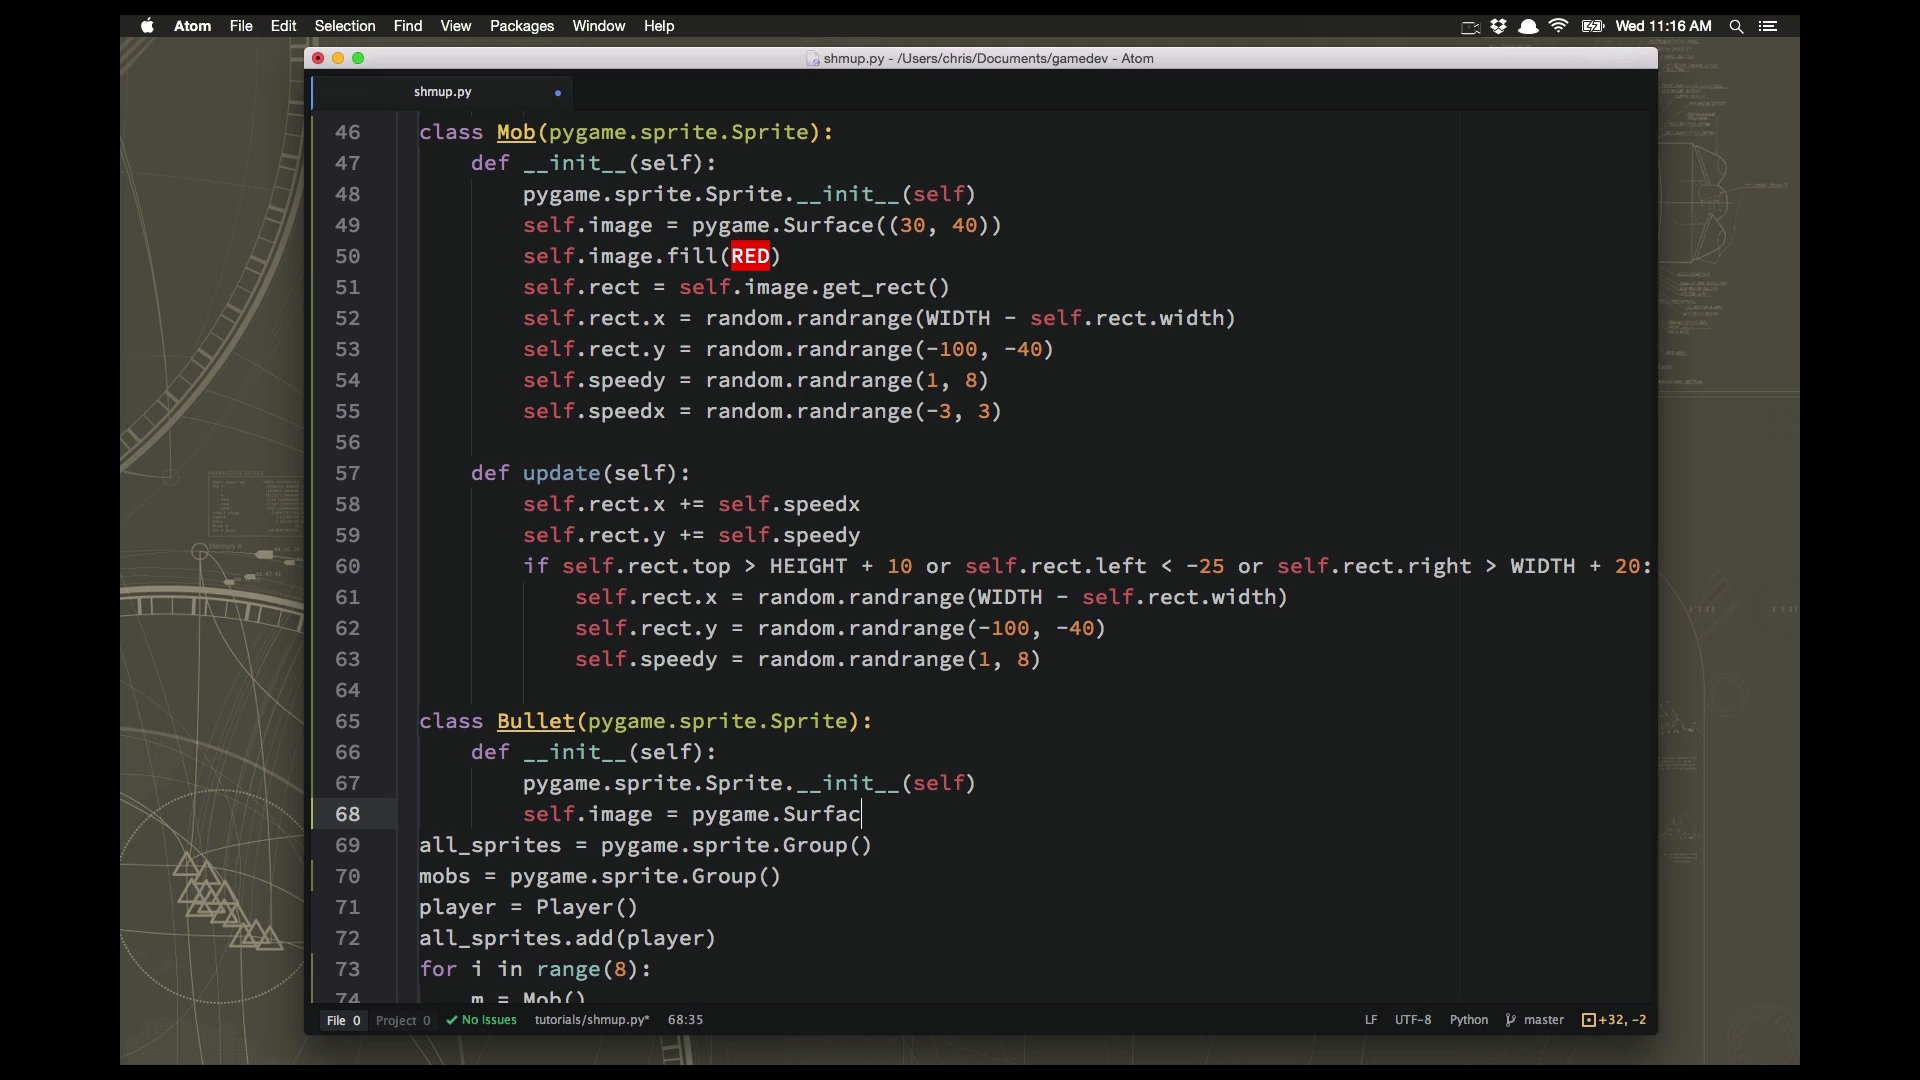 Atom File Edit Selection Find View Packages Window Help Wed 11:16 AM
shmup.py - /Users/chris/Documents/gamedev - Atom
shmup.py
46 class Mob(pygame.sprite.Sprite):
47     def __init__(self):
48         pygame.sprite.Sprite.__init__(self)
49         self.image = pygame.Surface((30, 40))
50         self.image.fill(RED)
51         self.rect = self.image.get_rect()
52         self.rect.x = random.randrange(WIDTH - self.rect.width)
53         self.rect.y = random.randrange(-100, -40)
54         self.speedy = random.randrange(1, 8)
55         self.speedx = random.randrange(-3, 3)
56
57     def update(self):
58         self.rect.x += self.speedx
59         self.rect.y += self.speedy
60         if self.rect.top > HEIGHT + 10 or self.rect.left < -25 or self.rect.right > WIDTH + 20:
61             self.rect.x = random.randrange(WIDTH - self.rect.width)
62             self.rect.y = random.randrange(-100, -40)
63             self.speedy = random.randrange(1, 8)
64
65 class Bullet(pygame.sprite.Sprite):
66     def __init__(self):
67         pygame.sprite.Sprite.__init__(self)
68         self.image = pygame.Surfac
69 all_sprites = pygame.sprite.Group()
70 mobs = pygame.sprite.Group()
71 player = Player()
72 all_sprites.add(player)
73 for i in range(8):
74     m = Mob()
File 0 Project 0 No Issues tutorials/shmup.py* 68:35 LF UTF-8 Python master +32, -2